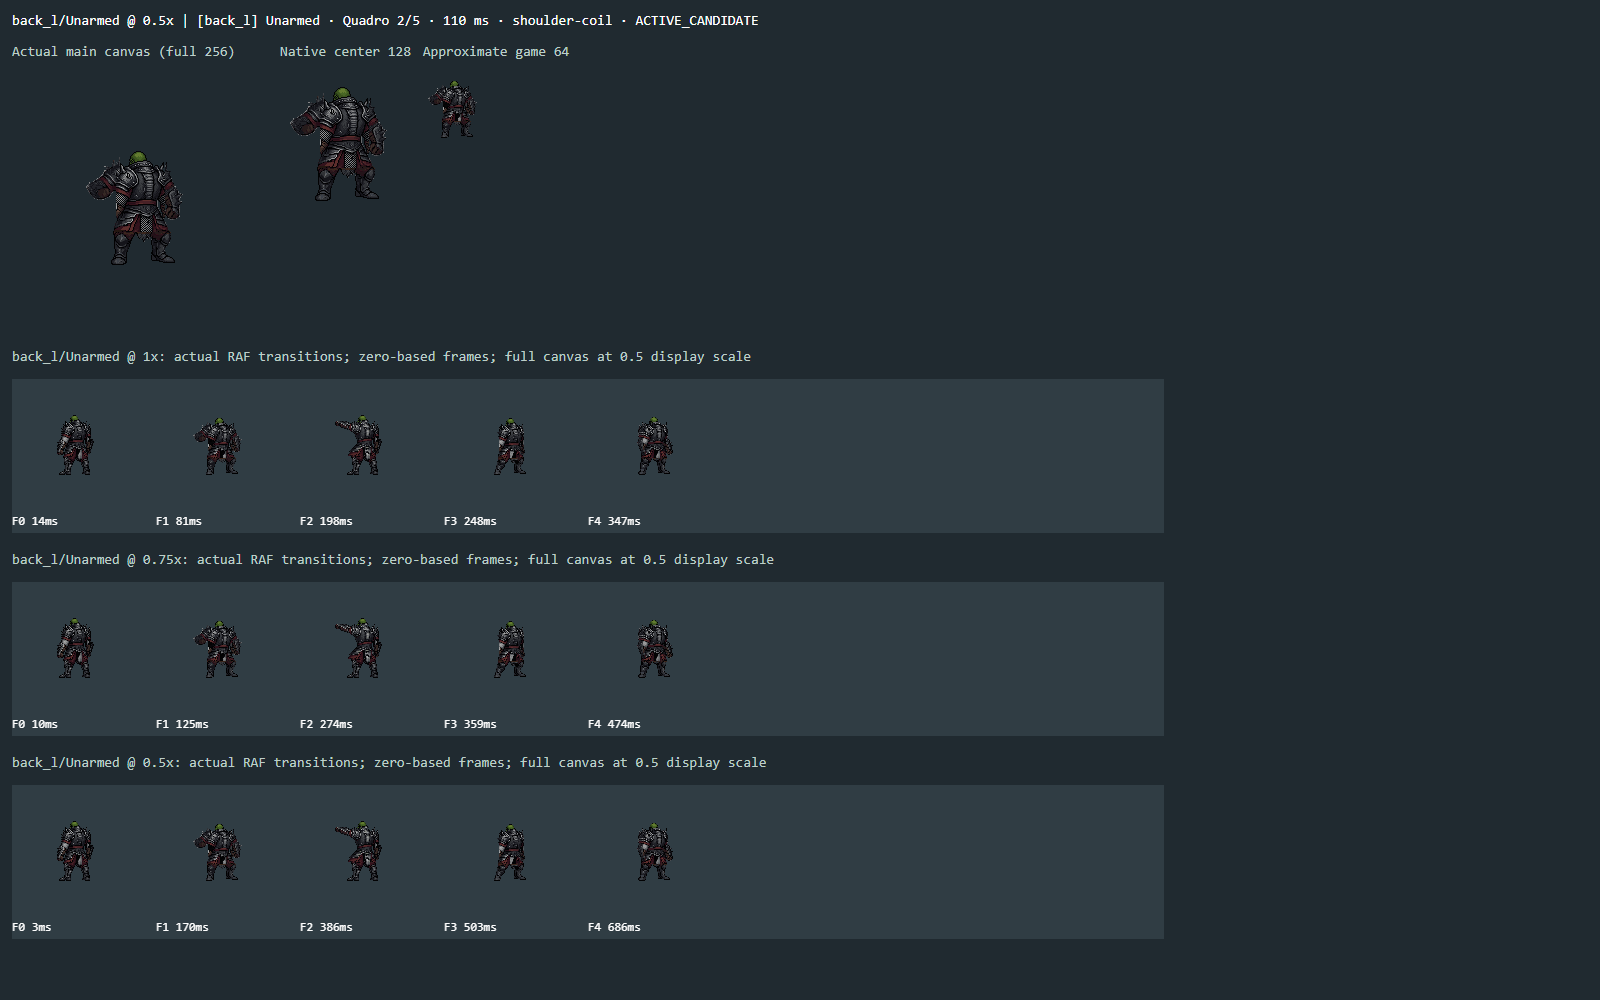 back_l/Unarmed @ 0.5x | [back_l] Unarmed · Quadro 2/5 · 110 ms · shoulder-coil · ACTIVE_CANDIDATE
Actual main canvas (full 256) Native center 128 Approximate game 64
back_l/Unarmed @ 1x: actual RAF transitions; zero-based frames; full canvas at 0.5 display scale
F0 14ms F1 81ms F2 198ms F3 248ms F4 347ms
back_l/Unarmed @ 0.75x: actual RAF transitions; zero-based frames; full canvas at 0.5 display scale
F0 10ms F1 125ms F2 274ms F3 359ms F4 474ms
back_l/Unarmed @ 0.5x: actual RAF transitions; zero-based frames; full canvas at 0.5 display scale
F0 3ms F1 170ms F2 386ms F3 503ms F4 686ms